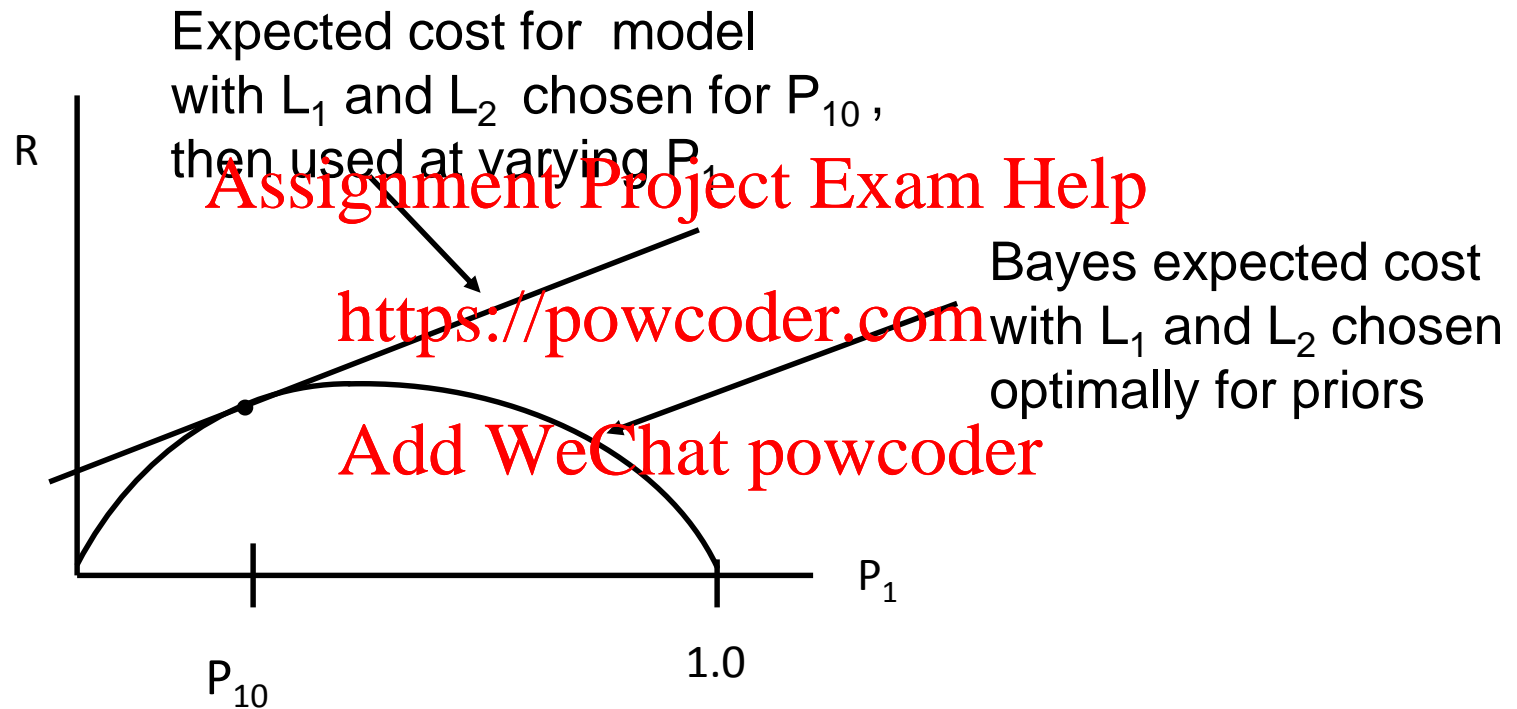 Expected cost for model
with L₁ and L₂ chosen for P₁₀ ,
then used at varying P₁
R
Assignment Project Exam Help
Bayes expected cost
https://powcoder.com
with L₁ and L₂ chosen
optimally for priors
Add WeChat powcoder
P₁
1.0
P₁₀